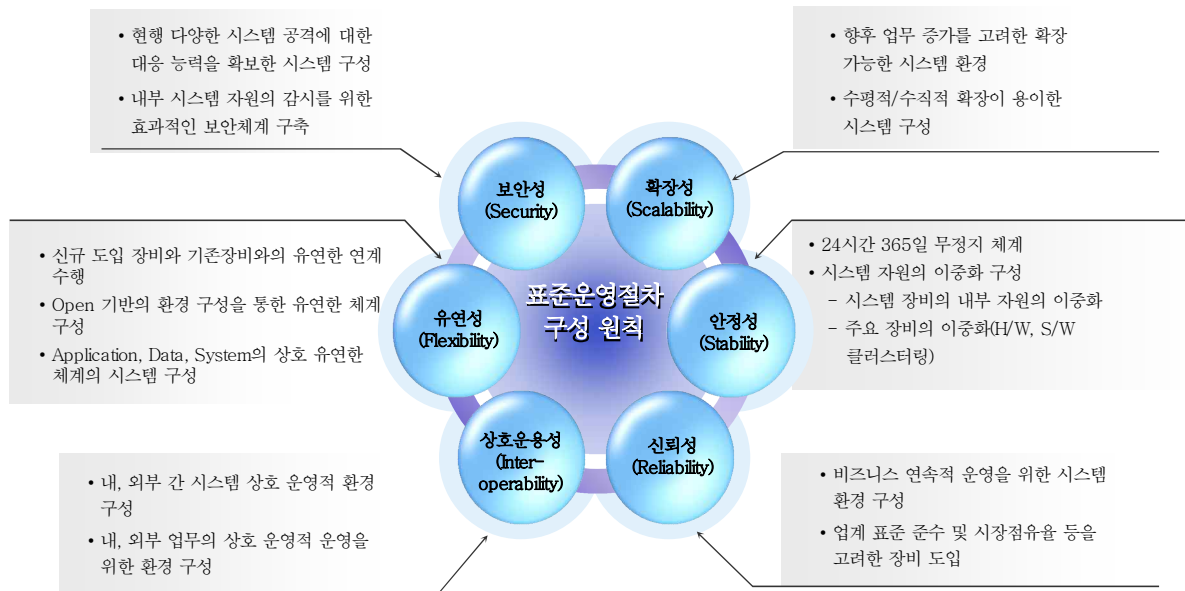 • 현행 다양한 시스템 공격에 대한
대응 능력을 확보한 시스템 구성
• 내부 시스템 자원의 감시를 위한
효과적인 보안체계 구축
• 향후 업무 증가를 고려한 확장
가능한 시스템 환경
• 수평적/수직적 확장이 용이한
시스템 구성
보안성
(Security)
확장성
(Scalability)
• 신규 도입 장비와 기존장비와의 유연한 연계
수행
• Open 기반의 환경 구성을 통한 유연한 체계
구성
• Application, Data, System의 상호 유연한
체계의 시스템 구성
유연성
(Flexibility)
표준운영절차
구성 원칙
안정성
(Stability)
• 24시간 365일 무정지 체계
• 시스템 자원의 이중화 구성
- 시스템 장비의 내부 자원의 이중화
- 주요 장비의 이중화(H/W, S/W
클러스터링)
상호운용성
(Inter-
operability)
신뢰성
(Reliability)
• 내, 외부 간 시스템 상호 운영적 환경
구성
• 내, 외부 업무의 상호 운영적 운영을
위한 환경 구성
• 비즈니스 연속적 운영을 위한 시스템
환경 구성
• 업계 표준 준수 및 시장점유율 등을
고려한 장비 도입